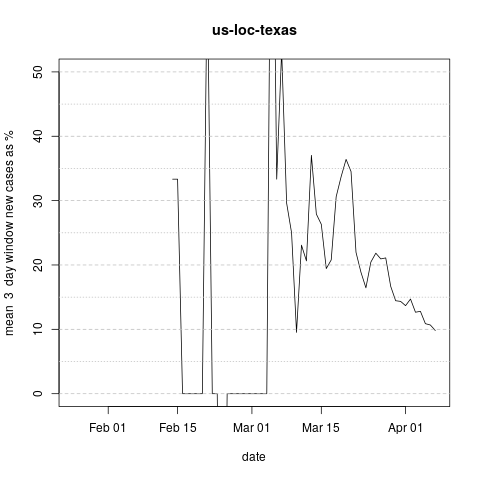 us-loc-texas
mean 3 day window new cases as %
50
40
30
20
10
0
Feb 01
Feb 15
Mar 01
Mar 15
Apr 01
date